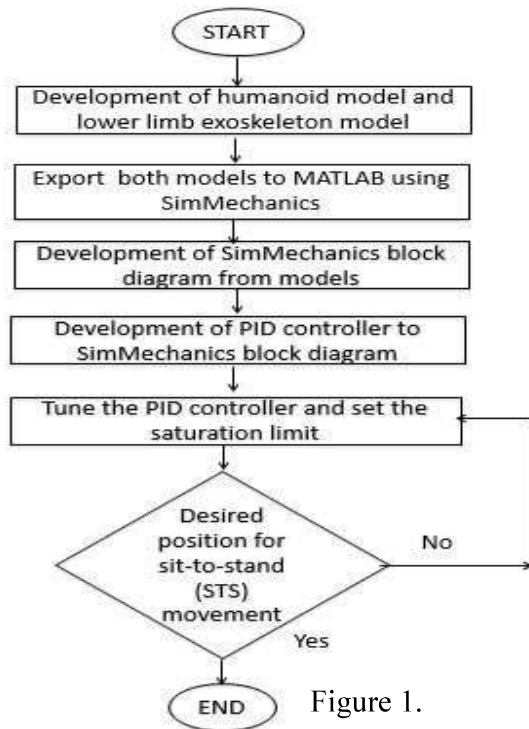 START
Development of humanoid model and
lower limb exoskeleton model
Export both models to MATLAB using
SimMechanics
Development of SimMechanics block
diagram from models
Development of PID controller to
SimMechanics block diagram
Tune the PID controller and set the
saturation limit
Desired
position for
sit-to-stand
(STS)
movement
No
Yes
END
Figure 1.